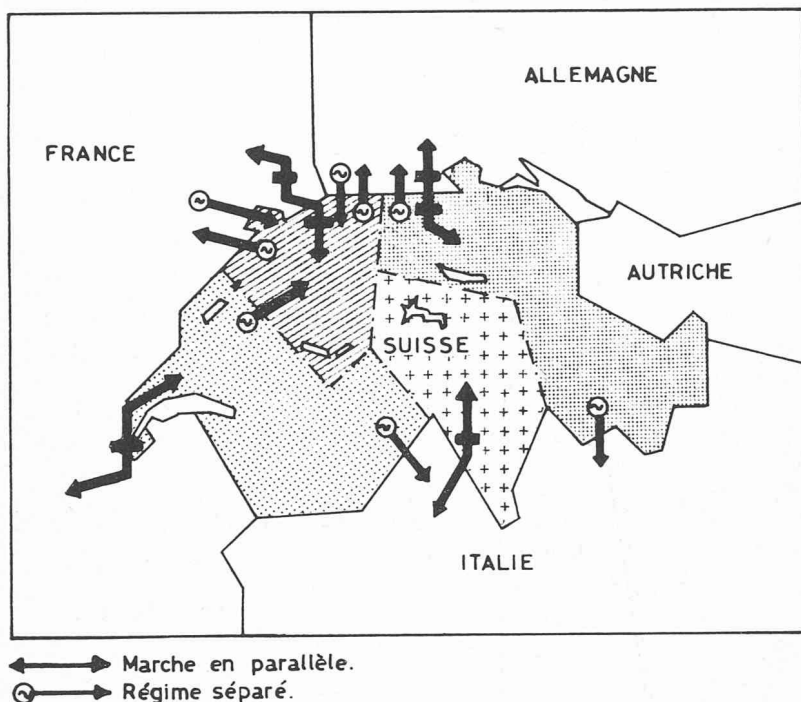 ALLEMAGNE
FRANCE
AUTRICHE
SUISSE
ITALIE
Marche en parallèle.
Régime séparé.